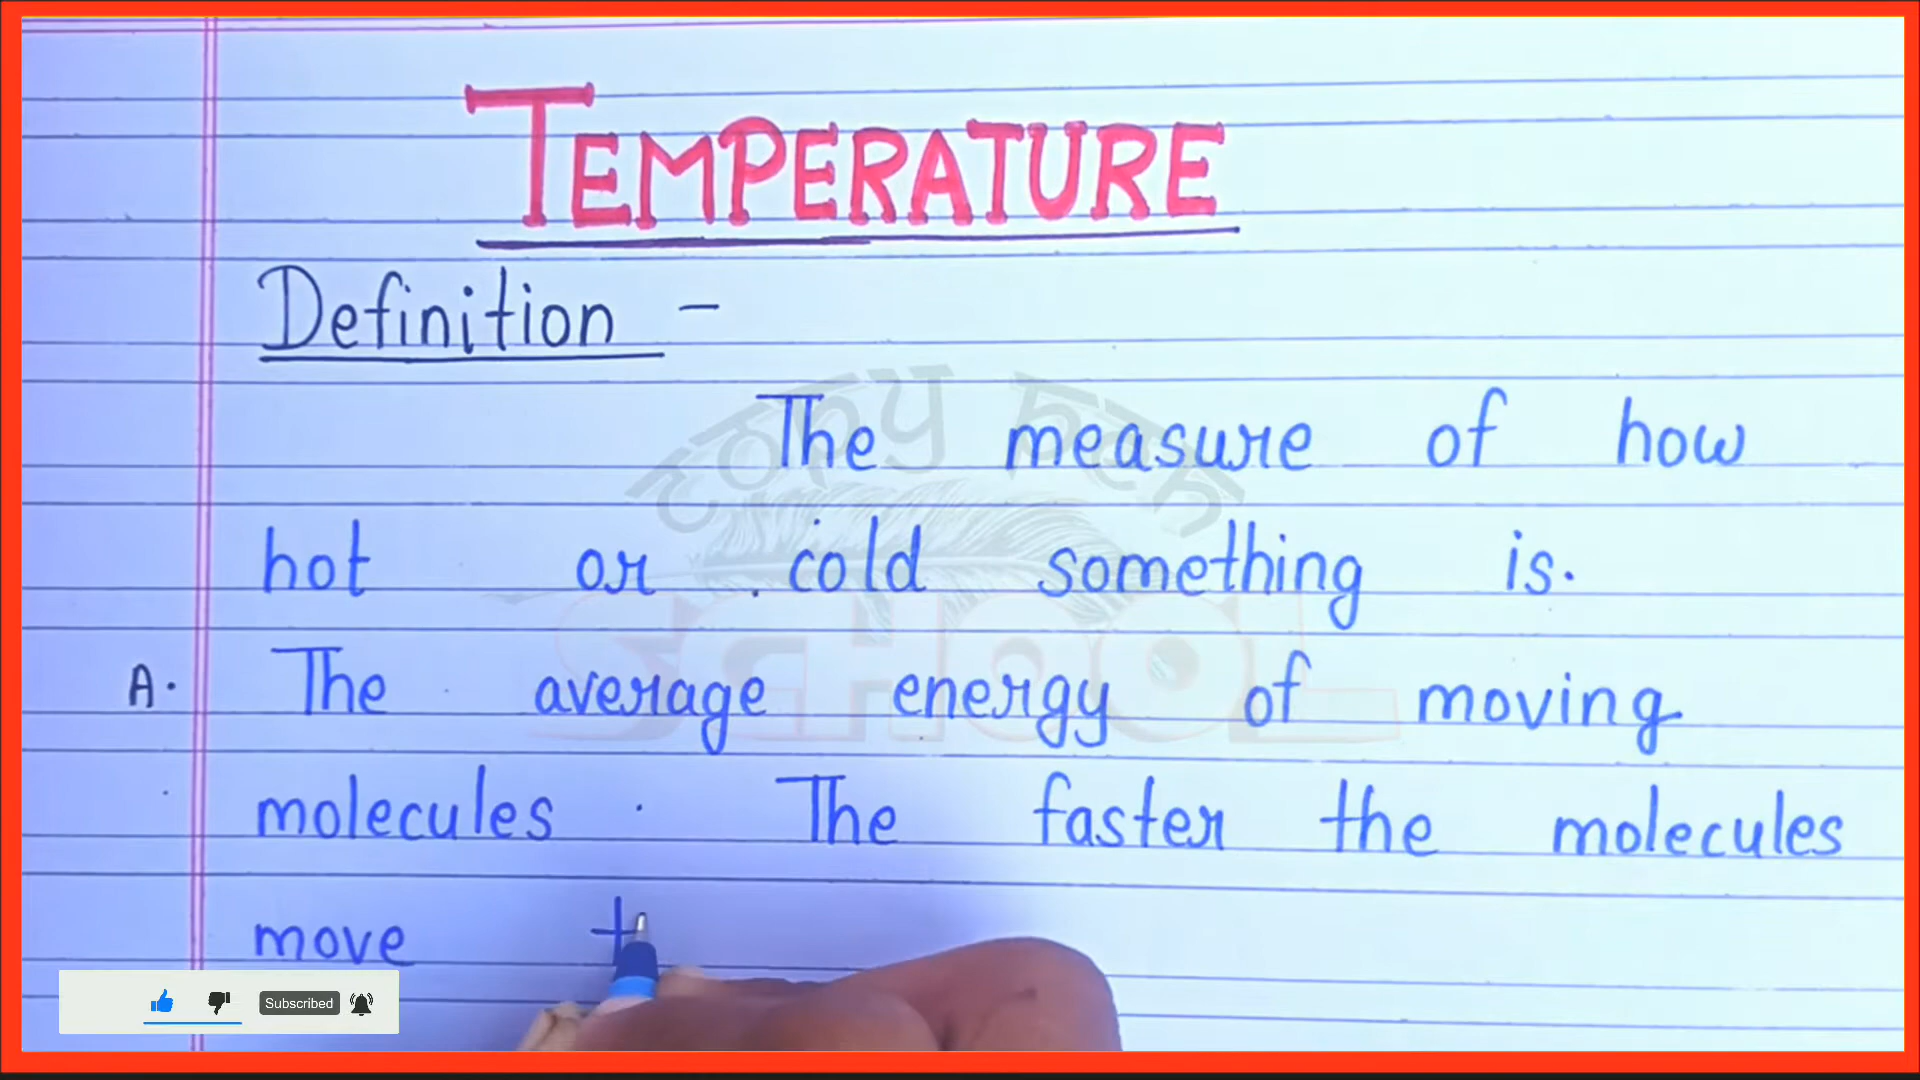 TEMPERATURE
Definition -
The measure of how
hot or cold something is.
A. The average energy of moving
molecules. The faster the molecules
move t
Subscribed
SCHOOL